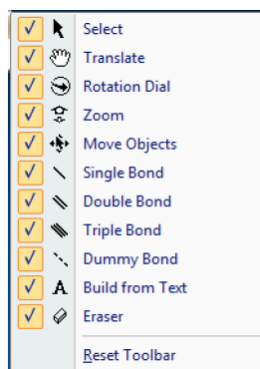 Select
Translate
Rotation Dial
Zoom
Move Objects
Single Bond
Double Bond
Triple Bond
Dummy Bond
A Build from Text
Eraser
Reset Toolbar